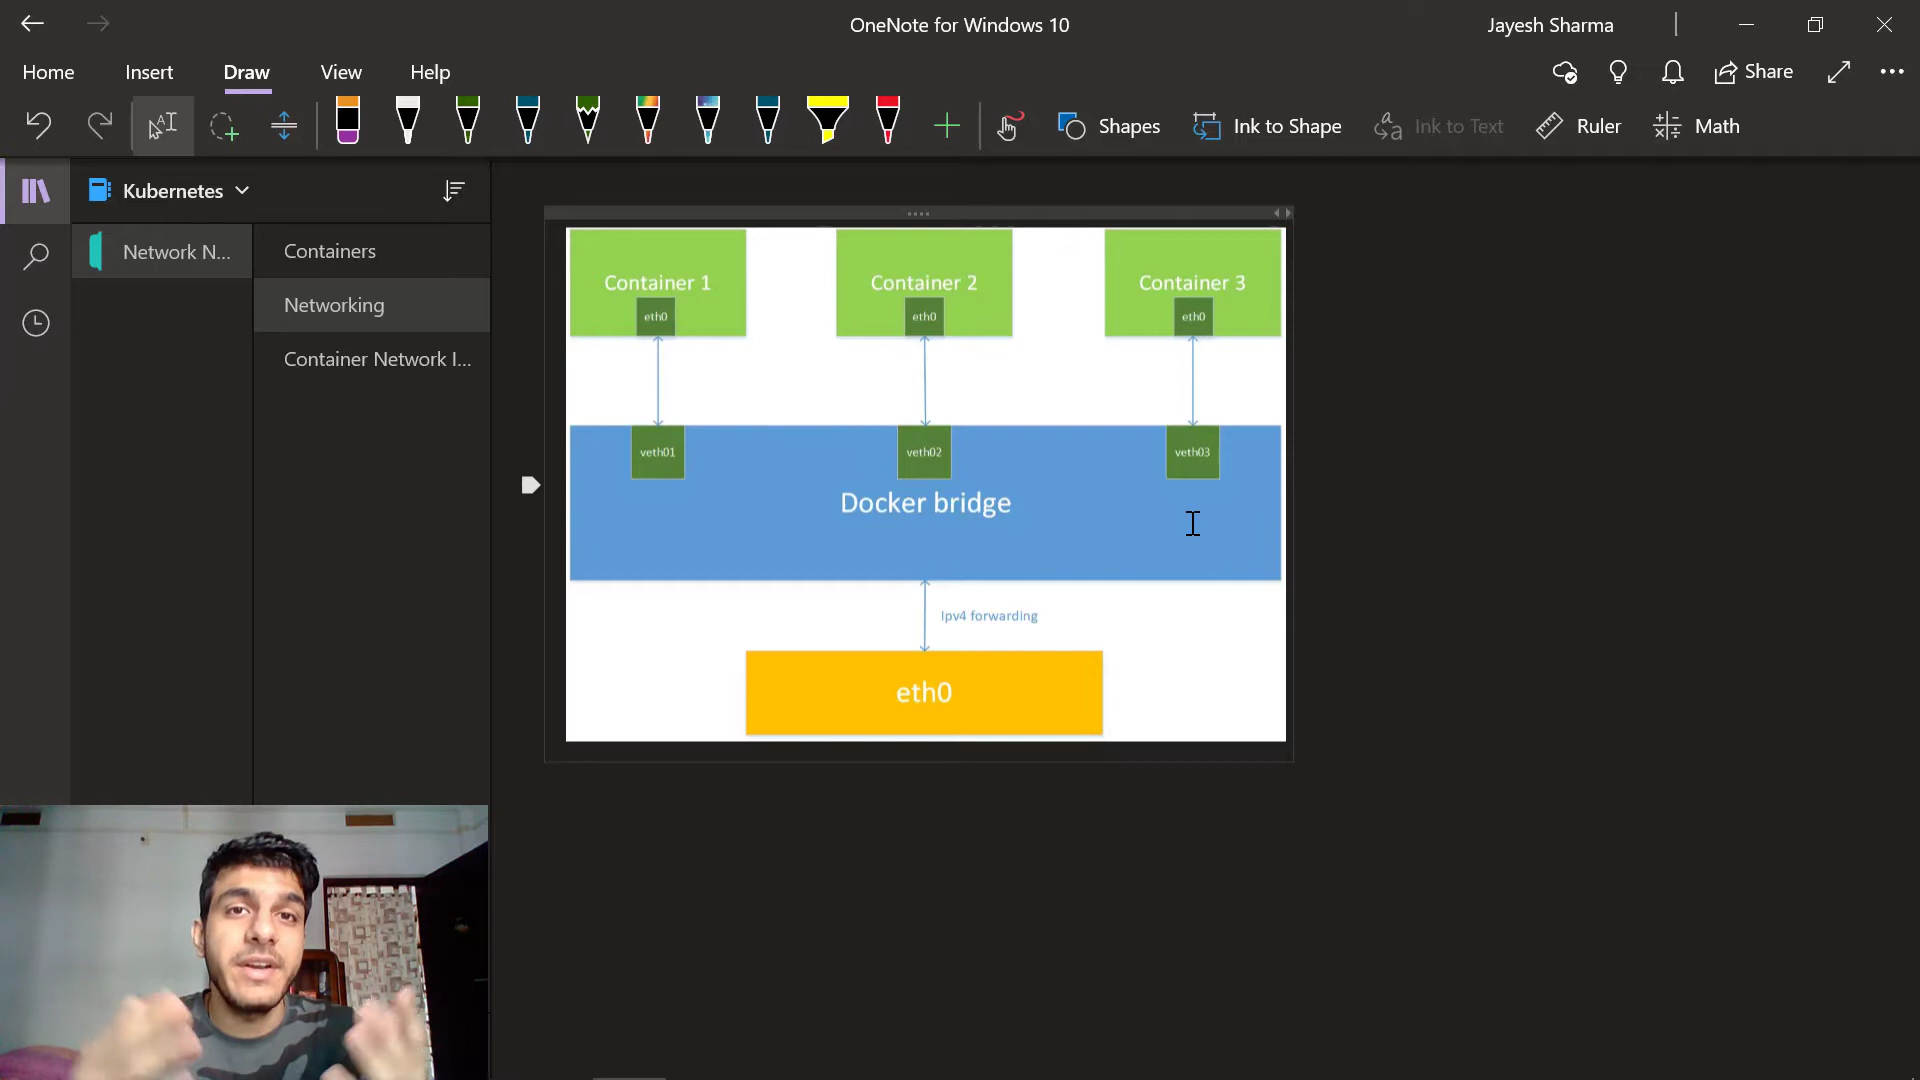 OneNote for Windows 10
Jayesh Sharma
Home Insert Draw View Help
Share
Shapes
Ink to Shape
Ink to Text
Ruler
Math
Kubernetes
Network N...
Containers
Networking
Container Network I...
Container 1
eth0
Container 2
eth0
Container 3
eth0
veth01
veth02
veth03
Docker bridge
Ipv4 forwarding
eth0